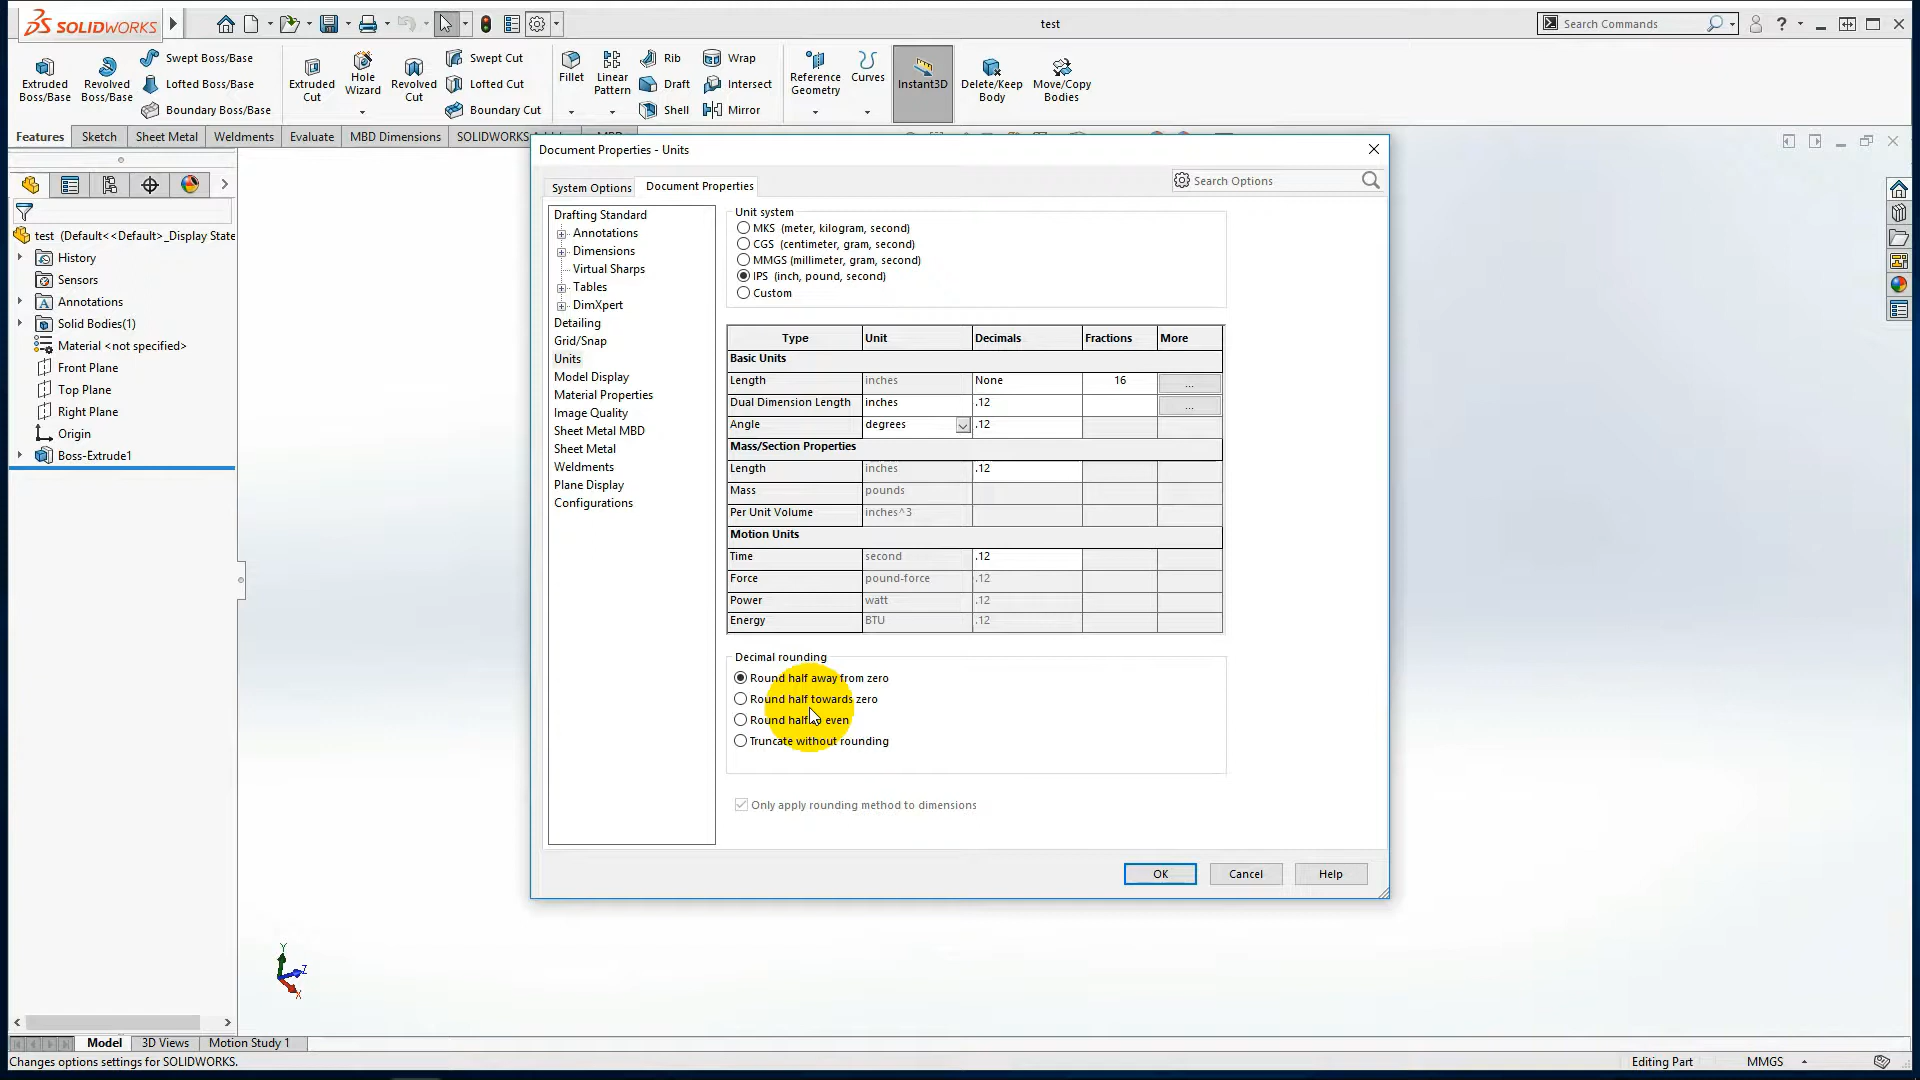 SOLIDWORKS
test
Search Commands
Extruded Boss/Base
Revolved Boss/Base
Swept Boss/Base
Lofted Boss/Base
Boundary Boss/Base
Extruded Cut
Hole Wizard
Revolved Cut
Swept Cut
Lofted Cut
Boundary Cut
Fillet
Linear Pattern
Rib
Draft
Shell
Wrap
Intersect
Mirror
Reference Geometry
Curves
Instant3D
Delete/Keep Body
Move/Copy Bodies
Features
Sketch
Sheet Metal
Weldments
Evaluate
MBD Dimensions
SOLIDWORKS
test (Default<<Default>_Display State
History
Sensors
Annotations
Solid Bodies(1)
Material <not specified>
Front Plane
Top Plane
Right Plane
Origin
Boss-Extrude1
Document Properties - Units
System Options
Document Properties
Search Options
Drafting Standard
Annotations
Dimensions
Virtual Sharps
Tables
DimXpert
Detailing
Grid/Snap
Units
Model Display
Material Properties
Image Quality
Sheet Metal MBD
Sheet Metal
Weldments
Plane Display
Configurations
Unit system
MKS (meter, kilogram, second)
CGS (centimeter, gram, second)
MMGS (millimeter, gram, second)
IPS (inch, pound, second)
Custom
Type Unit Decimals Fractions More
Basic Units
Length inches None 16 ...
Dual Dimension Length inches .12 ...
Angle degrees .12
Mass/Section Properties
Length inches .12
Mass pounds
Per Unit Volume inches^3
Motion Units
Time second .12
Force pound-force .12
Power watt .12
Energy BTU .12
Decimal rounding
Round half away from zero
Round half towards zero
Round half even
Truncate without rounding
Only apply rounding method to dimensions
OK
Cancel
Help
Y
Z
X
Model
3D Views
Motion Study 1
Changes options settings for SOLIDWORKS.
Editing Part
MMGS